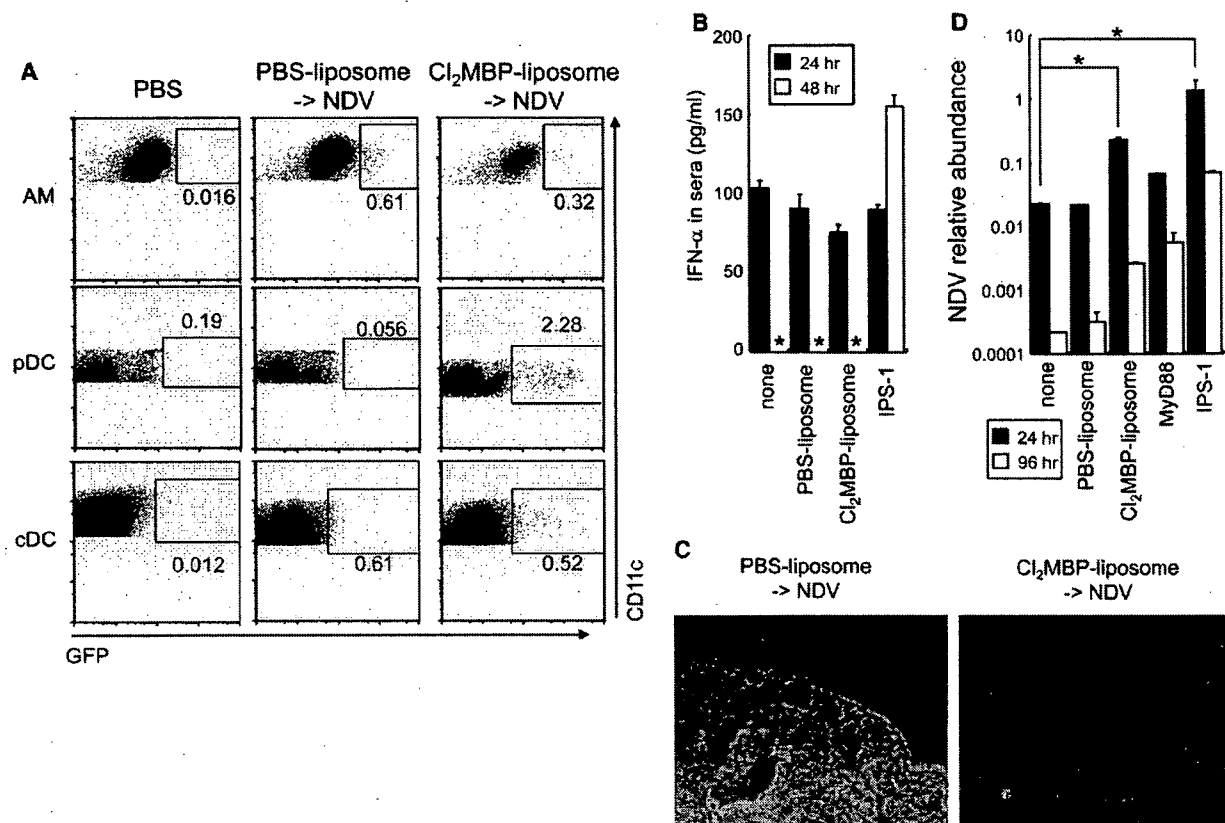 A
PBS
PBS-liposome
-> NDV
Cl₂MBP-liposome
-> NDV
AM
0.016
0.61
0.32
pDC
0.19
0.056
2.28
cDC
0.012
0.61
0.52
CD11c
GFP
B
IFN-α in sera (pg/ml)
200
150
100
50
0
24 hr
48 hr
* * *
none
PBS-liposome
Cl₂MBP-liposome
IPS-1
D
NDV relative abundance
10
1
0.1
0.01
0.001
0.0001
*
*
none
PBS-liposome
Cl₂MBP-liposome
MyD88
IPS-1
24 hr
96 hr
C
PBS-liposome
-> NDV
Cl₂MBP-liposome
-> NDV